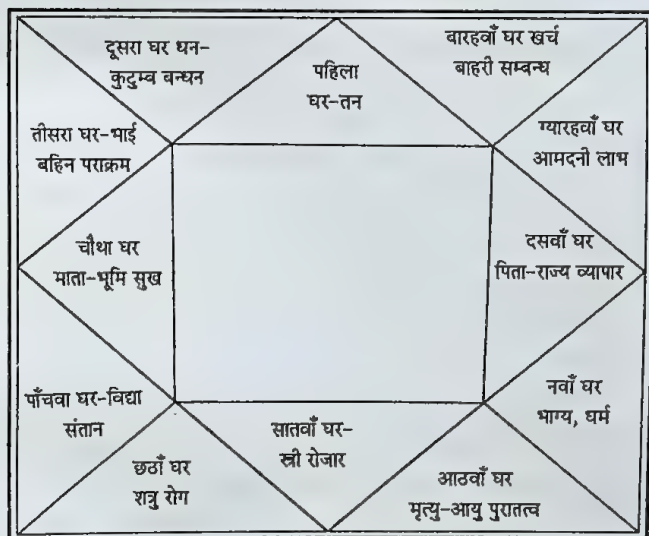 दूसरा घर धन-
कुटुम्ब बन्धन
पहिला
घर-तन
बारहवाँ घर खर्च
बाहरी सम्बन्ध
तीसरा घर-भाई
बहिन पराक्रम
ग्यारहवाँ घर
आमदनी लाभ
चौथा घर
माता-भूमि सुख
दसवाँ घर
पिता-राज्य व्यापार
पाँचवा घर-विद्या
संतान
सातवाँ घर-
स्त्री रोजार
नवाँ घर
भाग्य, धर्म
छठाँ घर
शत्रु रोग
आठवाँ घर
मृत्यु-आयु पुरातत्व